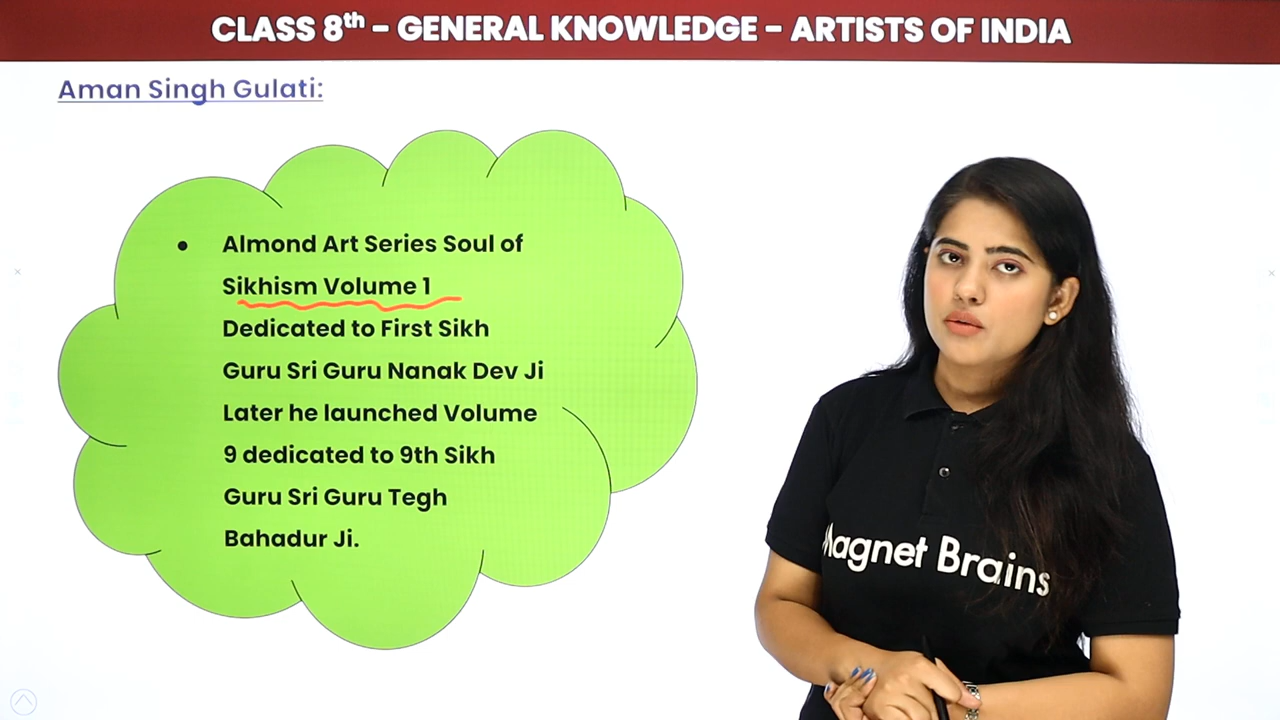 CLASS 8th - GENERAL KNOWLEDGE - ARTISTS OF INDIA
Aman Singh Gulati:
• Almond Art Series Soul of
Sikhism Volume 1
Dedicated to First Sikh
Guru Sri Guru Nanak Dev Ji
Later he launched Volume
9 dedicated to 9th Sikh
Guru Sri Guru Tegh
Bahadur Ji.
Magnet Brains